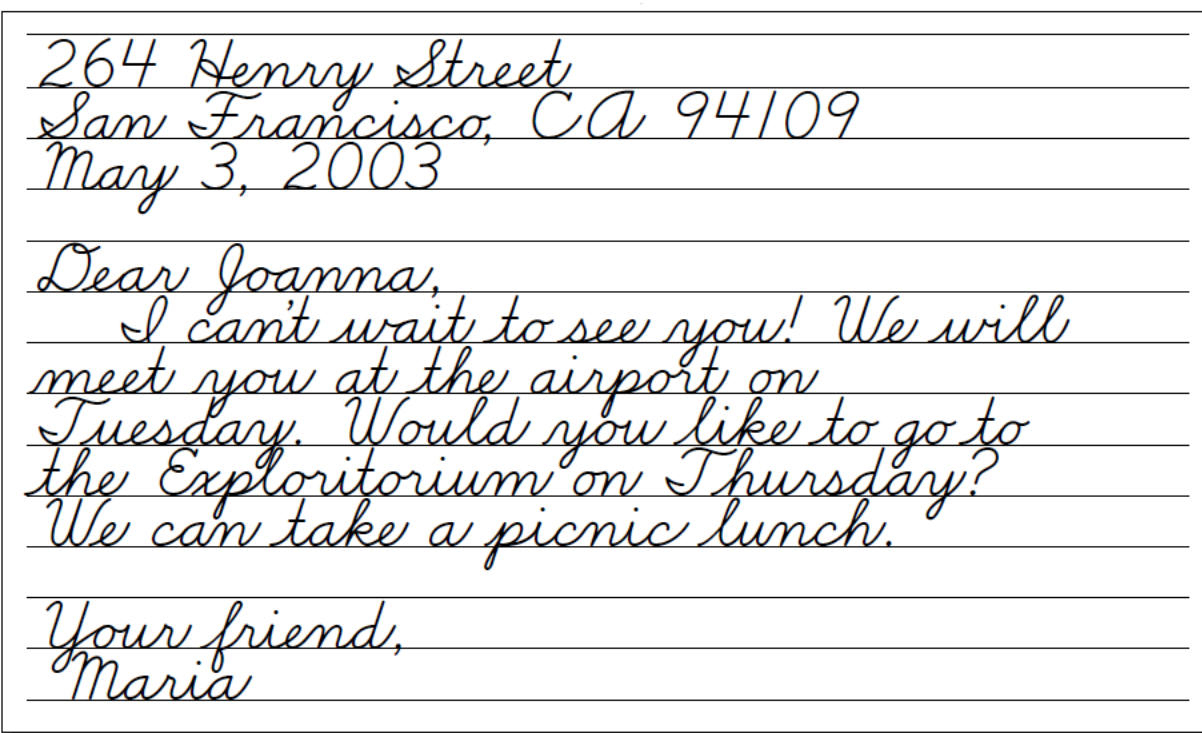 264 Henry Street
San Francisco, CA 94109
May 3, 2003
Dear Joanna,
I can't wait to see you! We will
meet you at the airport on
Tuesday. Would you like to go to
the Exploritorium on Thursday?
We can take a picnic lunch.
Your friend,
Maria